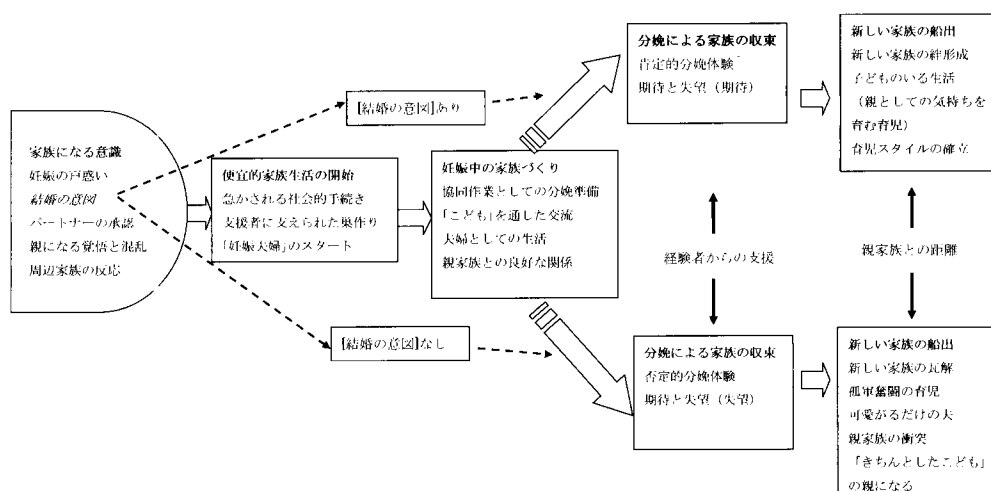 家族になる意識
妊娠の戸惑い
結婚の意図
パートナーの承認
親になる覚悟と混乱
周辺家族の反応
[結婚の意図]あり
[結婚の意図]なし
便宜的家族生活の開始
急かされる社会的手続き
支援者に支えられた巣作り
「妊娠夫婦」のスタート
妊娠中の家族づくり
協同作業としての分娩準備
「こども」を通した交流
夫婦としての生活
親家族との良好な関係
分娩による家族の収束
否定的分娩体験
期待と失望（期待）
経験者からの支援
分娩による家族の収束
否定的分娩体験
期待と失望（失望）
新しい家族の船出
新しい家族の絆形成
子どものいる生活
（親としての気持ちを
育む育児）
育児スタイルの確立
親家族との距離
新しい家族の船出
新しい家族の瓦解
孤軍奮闘の育児
可愛がるだけの夫
親家族の衝突
「きちんとしたこども」
の親になる